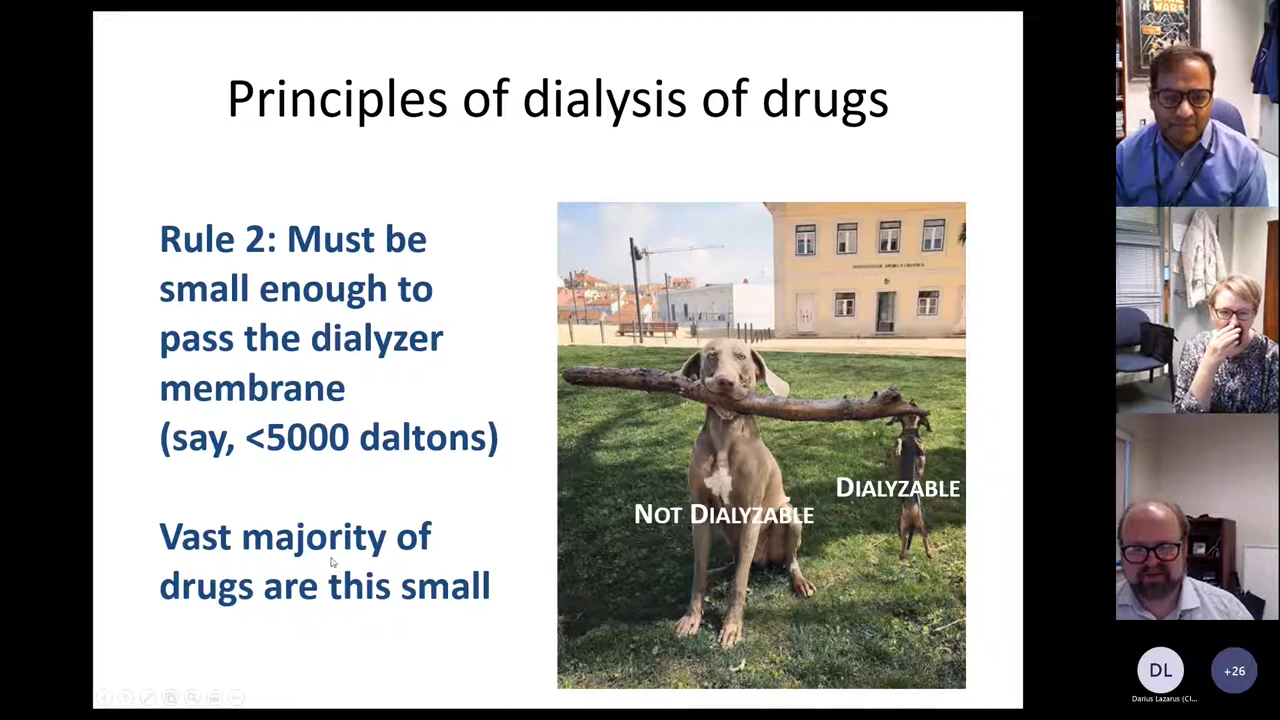 Principles of dialysis of drugs
Rule 2: Must be
small enough to
pass the dialyzer
membrane
(say, <5000 daltons)
Vast majority of
drugs are this small
NOT DIALYZABLE
DIALYZABLE
WARS
DL
+26
Darius Lazarus (Cl...